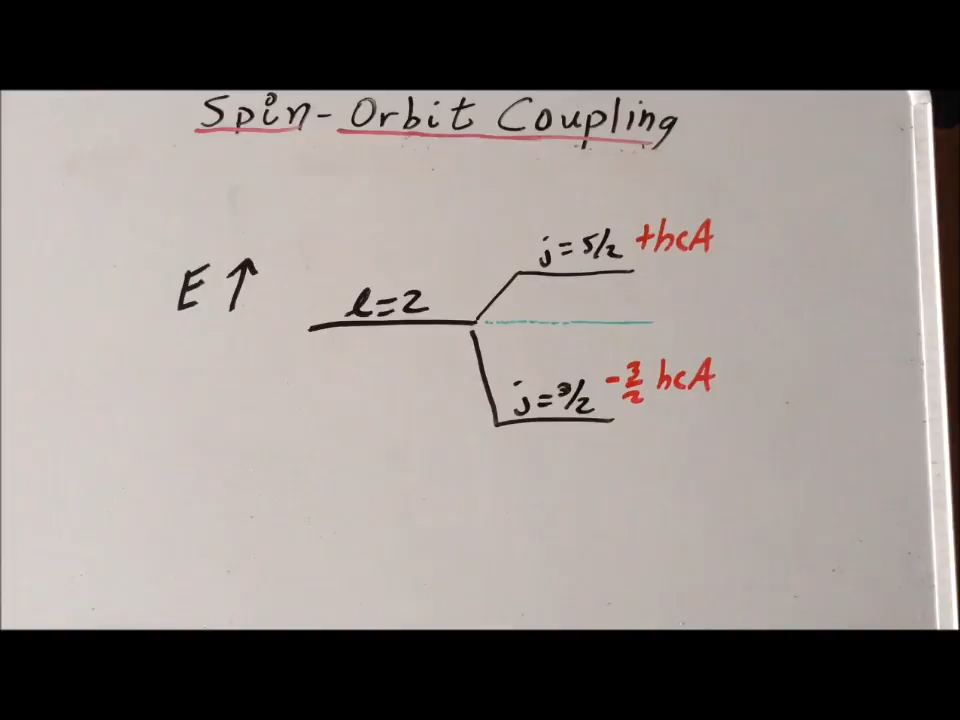 Spin-Orbit Coupling
j=5/2 +hcA
E↑
l=2
j=3/2 -3/2 hcA